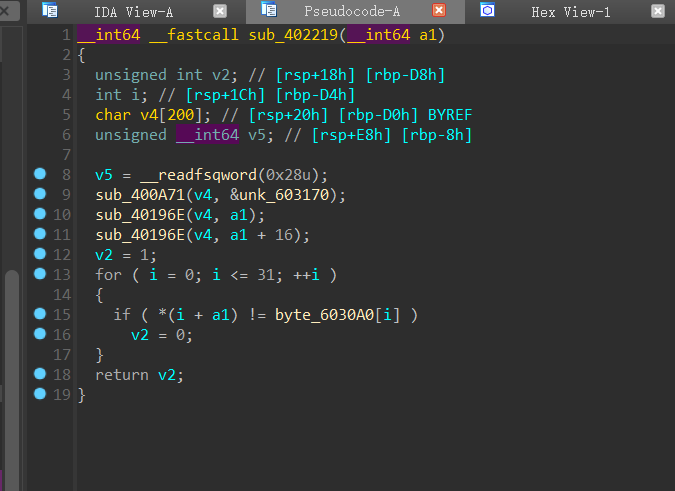 IDA View-A Pseudocode-A Hex View-1
1 __int64 __fastcall sub_402219(__int64 a1)
2 {
3 unsigned int v2; // [rsp+18h] [rbp-D8h]
4 int i; // [rsp+1Ch] [rbp-D4h]
5 char v4[200]; // [rsp+20h] [rbp-D0h] BYREF
6 unsigned __int64 v5; // [rsp+E8h] [rbp-8h]
7
8 v5 = __readfsqword(0x28u);
9 sub_400A71(v4, &unk_603170);
10 sub_40196E(v4, a1);
11 sub_40196E(v4, a1 + 16);
12 v2 = 1;
13 for ( i = 0; i <= 31; ++i )
14 {
15 if ( *(i + a1) != byte_6030A0[i] )
16 v2 = 0;
17 }
18 return v2;
19 }